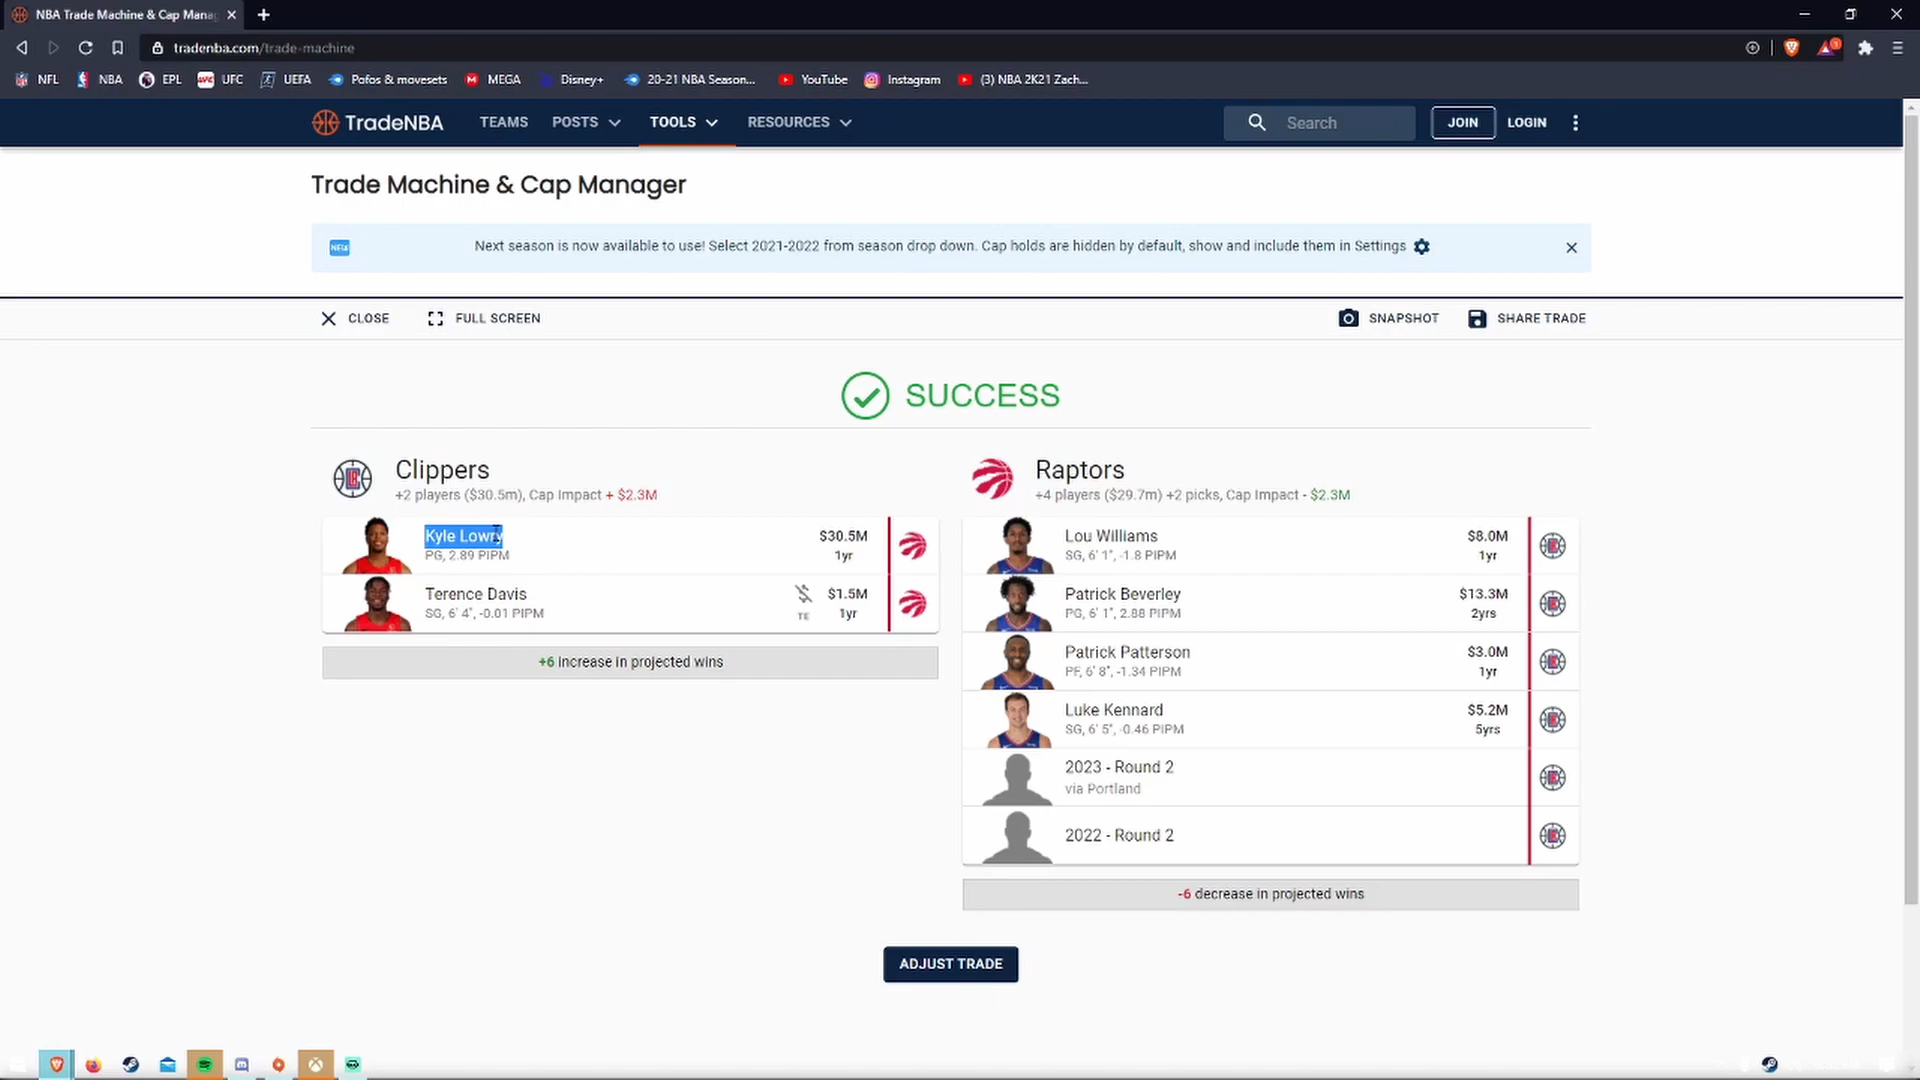 NBA Trade Machine & Cap Mana
tradenba.com/trade-machine
NFL NBA EPL UFC UEFA Pofos & movesets MEGA Disney+ 20-21 NBA Season... YouTube Instagram (3) NBA 2K21 Zach...
TradeNBA TEAMS POSTS TOOLS RESOURCES Search JOIN LOGIN
Trade Machine & Cap Manager
NEW Next season is now available to use! Select 2021-2022 from season drop down. Cap holds are hidden by default, show and include them in Settings
CLOSE FULL SCREEN SNAPSHOT SHARE TRADE
SUCCESS
Clippers
+2 players ($30.5m), Cap Impact + $2.3M
Kyle Lowry $30.5M
PG, 2.89 PIPM 1yr
Terence Davis $1.5M
SG, 6' 4", -0.01 PIPM TE 1yr
+6 increase in projected wins
Raptors
+4 players ($29.7m) +2 picks, Cap Impact - $2.3M
Lou Williams $8.0M
SG, 6' 1", -1.8 PIPM 1yr
Patrick Beverley $13.3M
PG, 6' 1", 2.88 PIPM 2yrs
Patrick Patterson $3.0M
PF, 6' 8", -1.34 PIPM 1yr
Luke Kennard $5.2M
SG, 6' 5", -0.46 PIPM 5yrs
2023 - Round 2
via Portland
2022 - Round 2
-6 decrease in projected wins
ADJUST TRADE